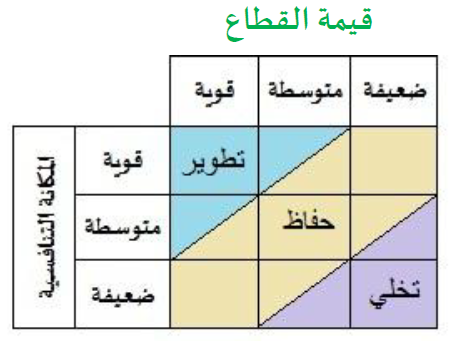 قيمة القطاع
ضعيفة متوسطة قوية
المكانة التنافسية
قوية تطوير
متوسطة حفاظ
ضعيفة تخلي